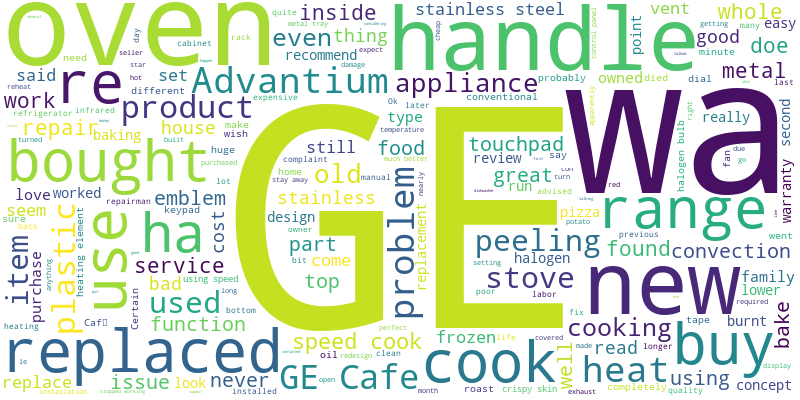 oven
handle
GE
wa
re
Advantium
product
bought
use
ha
replaced
new
range
buy
cook
heat
stove
peeling
problem
appliance
inside
even
thing
recommend
set
different
said
work
need
quite
day
cabinet
rack
metal tray
seller
star
hot
refrigerator
infrared
make
expensive
repair
baking
house
wish
huge
repairman
built
purchased
turned
reheat
love
worked
emblem
seem
keypad
lot
sure
back
heating element
anything
plastic
item
purchase
service
cost
bad
using speed
Certain
bottom
long
used
function
heating
issue
look
never
replace
installation
stopped working
installed
month
stainless steel
vent
whole
point
good
doe
easy
many
getting
minute
control panel
metal
owned
died
dial
last
probably
cheap
conventional
Ok
later
temperature
type
still
food
complaint
much better
home
stay away
manual
nearly
old
stainless
design
owner
part
bit
come
top
replacement
speed cook
oil
perfect
life
redesign
clean
open
GE Cafe
roast
crispy skin
frozen
poor
labor
covered
fix
cooking
well
made
read
longer
burnt
tape
completely
using
quality
concept
display
bake
required
family
lower
previous
went
convection
found
halogen
setting
pizza
potato
advised
run
turn
great
review
say
touchpad
red
really
second
warranty
halogen bulb
right
apparently
fan
due
go
exhaust